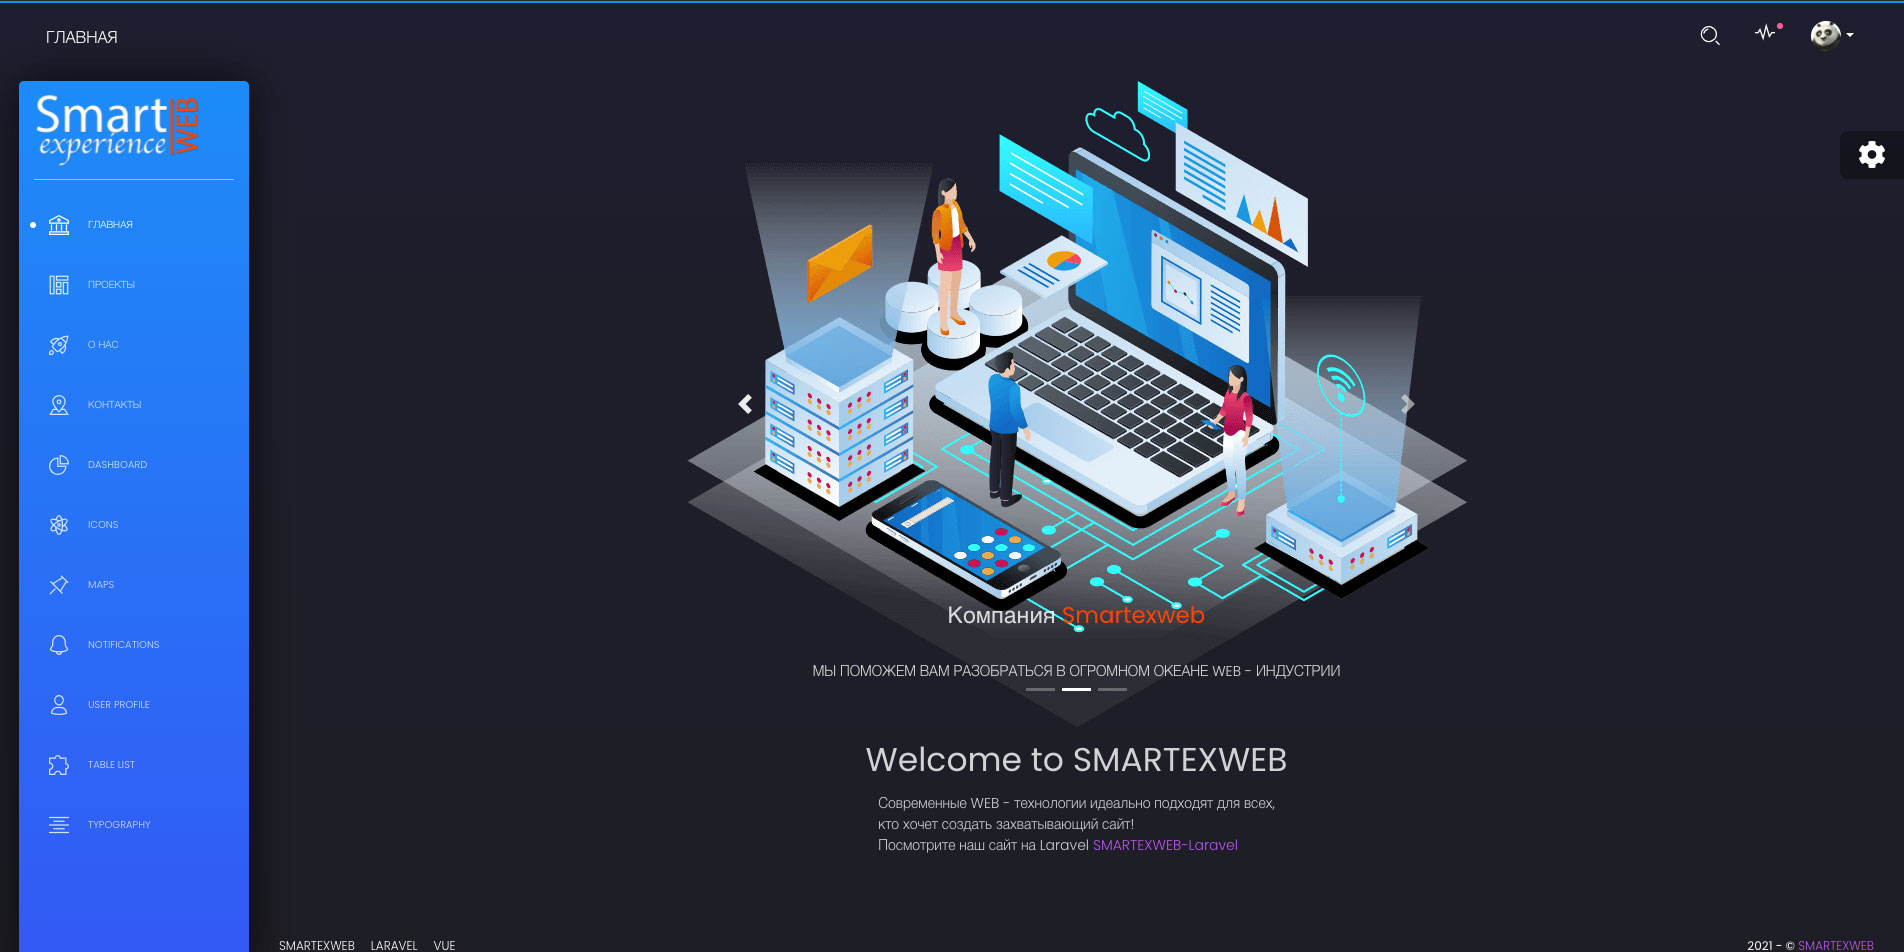 ГЛАВНАЯ
Smart WEB
experience
ГЛАВНАЯ
ПРОЕКТЫ
О НАС
КОНТАКТЫ
DASHBOARD
ICONS
MAPS
NOTIFICATIONS
USER PROFILE
TABLE LIST
TYPOGRAPHY
Компания Smartexweb
МЫ ПОМОЖЕМ ВАМ РАЗОБРАТЬСЯ В ОГРОМНОМ ОКЕАНЕ WEB - ИНДУСТРИИ
Welcome to SMARTEXWEB
Современные WEB - технологии идеально подходят для всех,
кто хочет создать захватывающий сайт!
Посмотрите наш сайт на Laravel SMARTEXWEB-Laravel
SMARTEXWEB LARAVEL VUE
2021 - © SMARTEXWEB